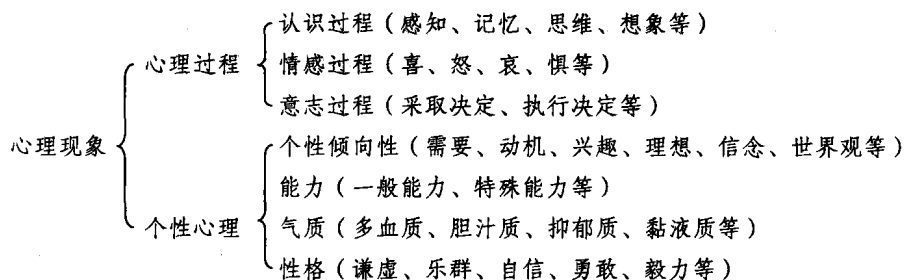 认识过程（感知、记忆、思维、想象等）
心理过程
情感过程（喜、怒、哀、惧等）
意志过程（采取决定、执行决定等）
心理现象
个性倾向性（需要、动机、兴趣、理想、信念、世界观等）
能力（一般能力、特殊能力等）
个性心理
气质（多血质、胆汁质、抑郁质、黏液质等）
性格（谦虚、乐群、自信、勇敢、毅力等）